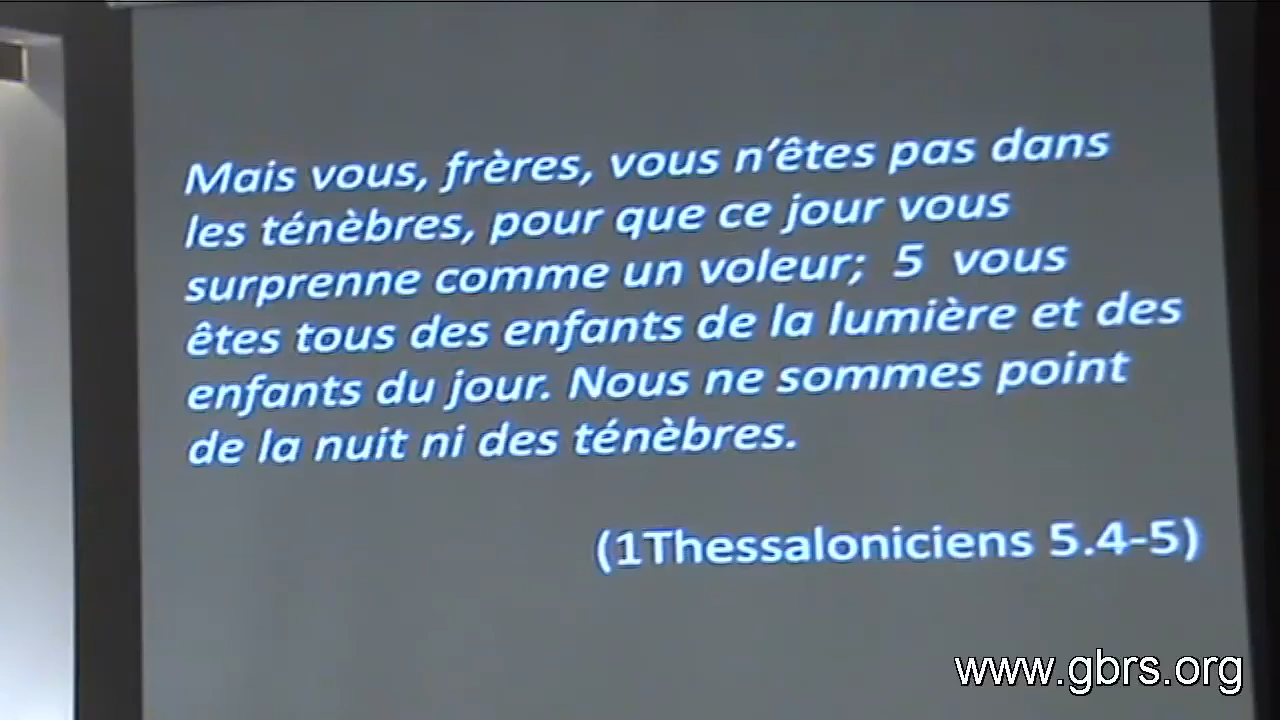 Mais vous, frères, vous n’êtes pas dans
les ténèbres, pour que ce jour vous
surprenne comme un voleur; 5 vous
êtes tous des enfants de la lumière et des
enfants du jour. Nous ne sommes point
de la nuit ni des ténèbres.
(1Thessaloniciens 5.4-5)
www.gbrs.org